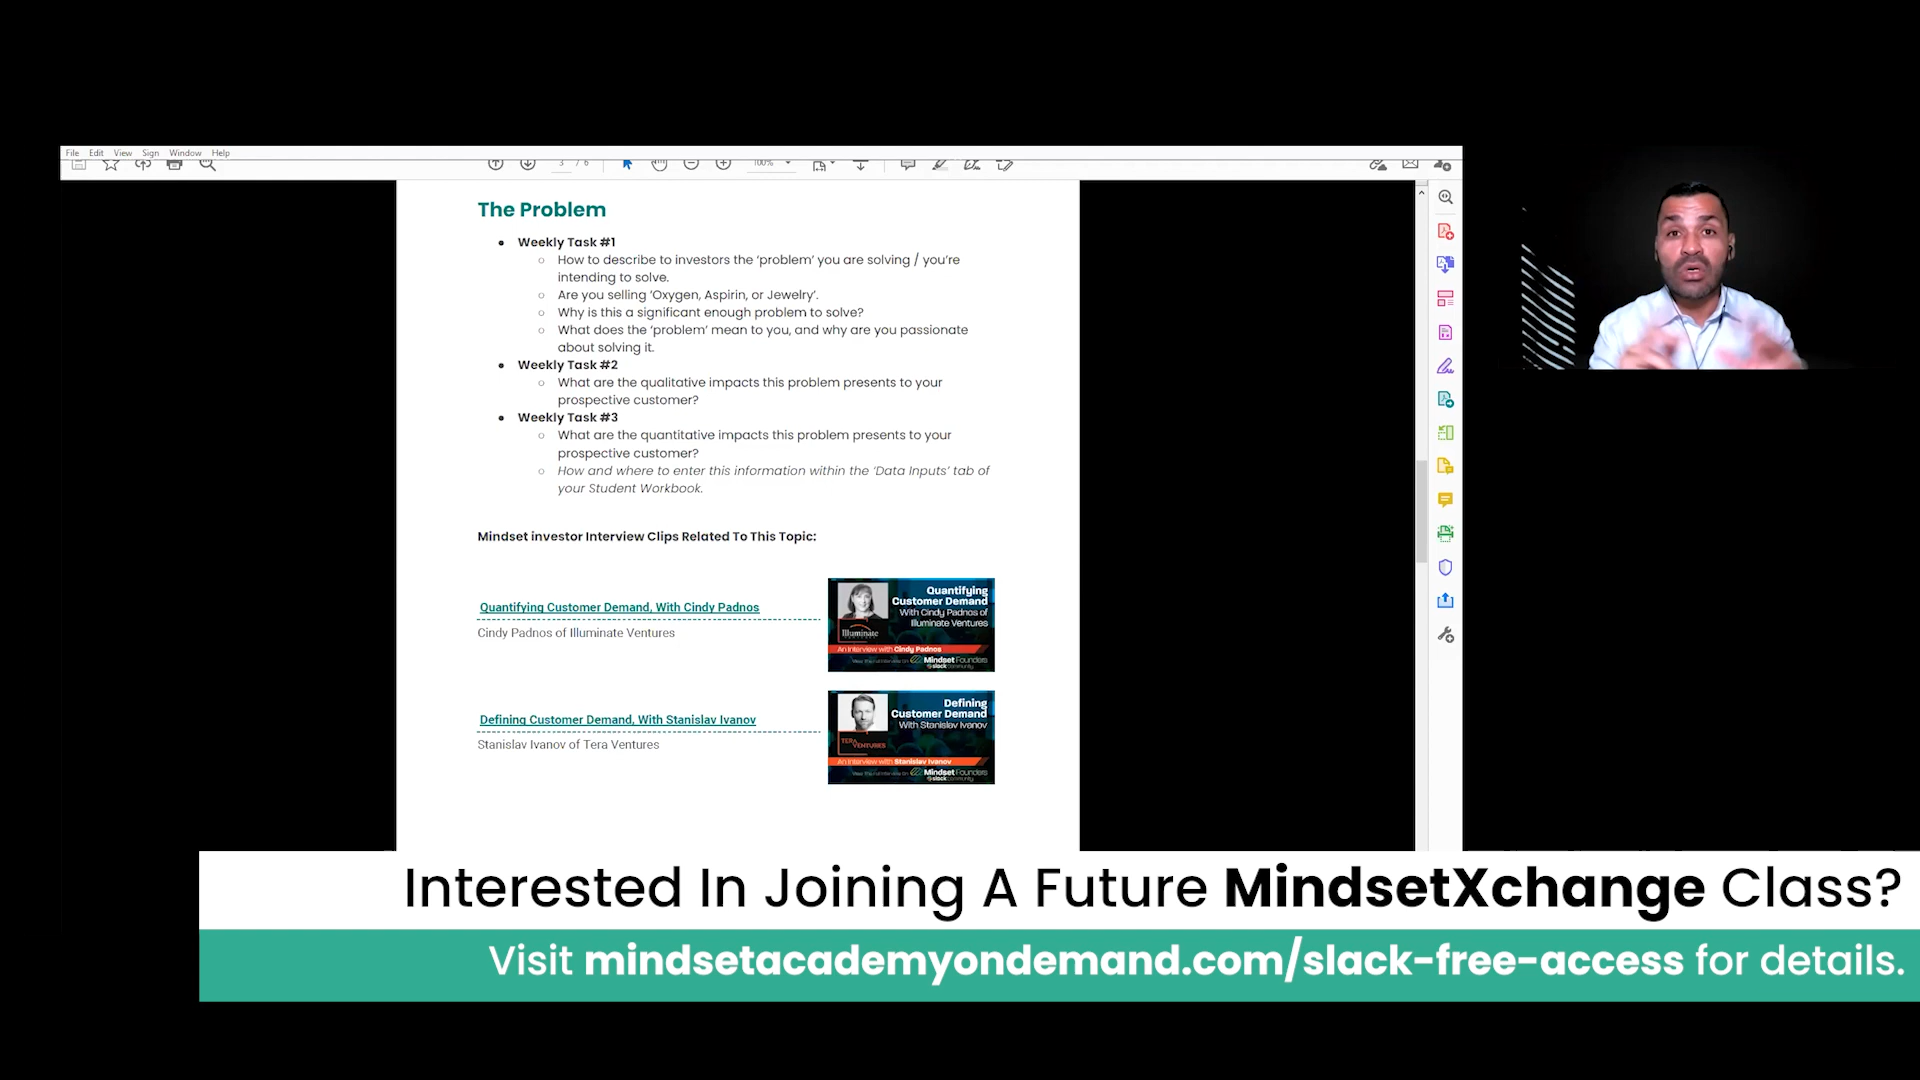 File Edit View Sign Window Help
3 / 6
100%
The Problem
Weekly Task #1
How to describe to investors the ‘problem’ you are solving / you’re
intending to solve.
Are you selling ‘Oxygen, Aspirin, or Jewelry’.
Why is this a significant enough problem to solve?
What does the ‘problem’ mean to you, and why are you passionate
about solving it.
Weekly Task #2
What are the qualitative impacts this problem presents to your
prospective customer?
Weekly Task #3
What are the quantitative impacts this problem presents to your
prospective customer?
How and where to enter this information within the ‘Data Inputs’ tab of
your Student Workbook.
Mindset investor Interview Clips Related To This Topic:
Quantifying Customer Demand, With Cindy Padnos
Cindy Padnos of Illuminate Ventures
Quantifying
Customer Demand
With Cindy Padnos of
Illuminate Ventures
Illuminate
An Interview with Cindy Padnos
Mindset Founders
slack community
Defining Customer Demand, With Stanislav Ivanov
Stanislav Ivanov of Tera Ventures
Defining
Customer Demand
With Stanislav Ivanov
TERA VENTURES
An Interview with Stanislav Ivanov
Mindset Founders
slack community
Interested In Joining A Future MindsetXchange Class?
Visit mindsetacademyondemand.com/slack-free-access for details.